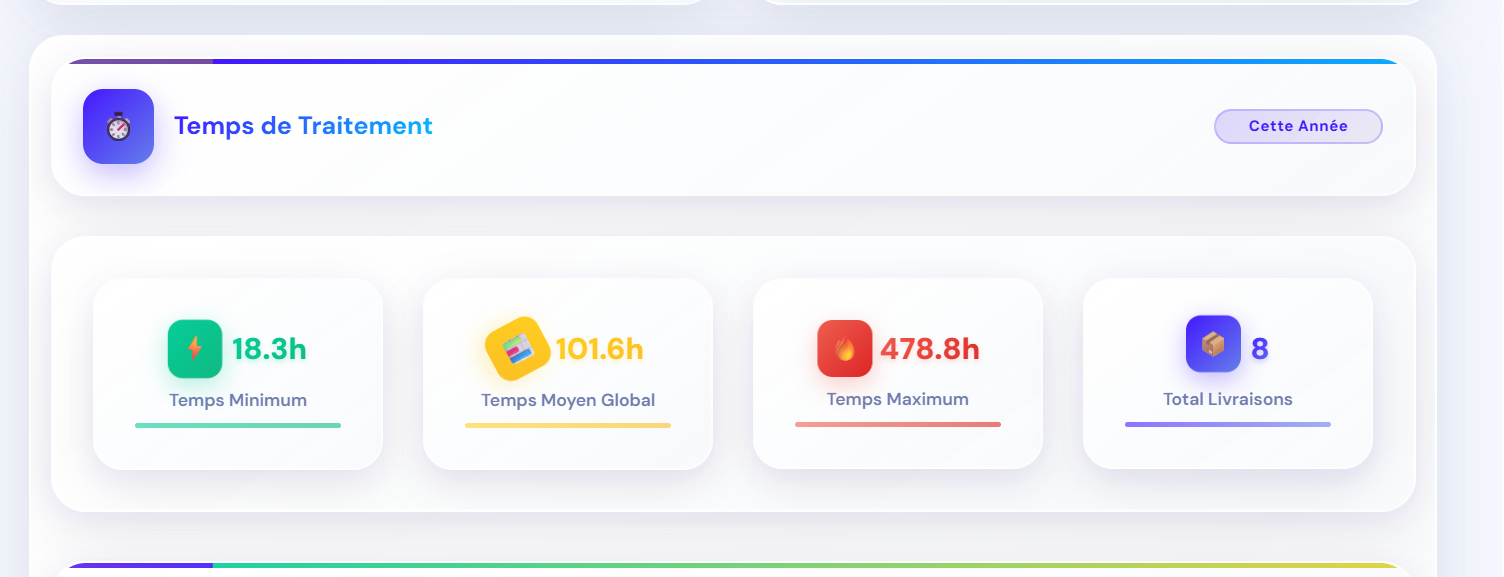 Temps de Traitement
Cette Année
18.3h
Temps Minimum
101.6h
Temps Moyen Global
478.8h
Temps Maximum
8
Total Livraisons